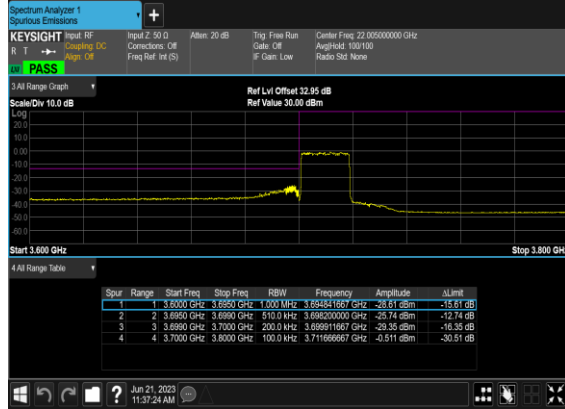 Spectrum Analyzer 1
Spurious Emissions
+
KEYSIGHT Input: RF Input Z: 50 Ω Atten: 20 dB Trig: Free Run Center Freq: 22.005000000 GHz
R T Coupling: DC Corrections: Off Gate: Off Avg|Hold: 100/100
Align: Off Freq Ref: Int (S) IF Gain: Low Radio Std: None
PASS
3 All Range Graph
Ref Lvl Offset 32.95 dB
Scale/Div 10.0 dB Ref Value 30.00 dBm
Log
20.0
10.0
0.00
-10.0
-20.0
-30.0
-40.0
-50.0
-60.0
Start 3.600 GHz Stop 3.800 GH
4 All Range Table
Spur Range Start Freq Stop Freq RBW Frequency Amplitude ΔLimit
1 1 3.6000 GHz 3.6950 GHz 1.000 MHz 3.694841667 GHz -28.61 dBm -15.61 dB
2 2 3.6950 GHz 3.6990 GHz 510.0 kHz 3.698200000 GHz -25.74 dBm -12.74 dB
3 3 3.6990 GHz 3.7000 GHz 200.0 kHz 3.699911667 GHz -29.35 dBm -16.35 dB
4 4 3.7000 GHz 3.8000 GHz 100.0 kHz 3.711666667 GHz -0.511 dBm -30.51 dB
? Jun 21, 2023
11:37:24 AM